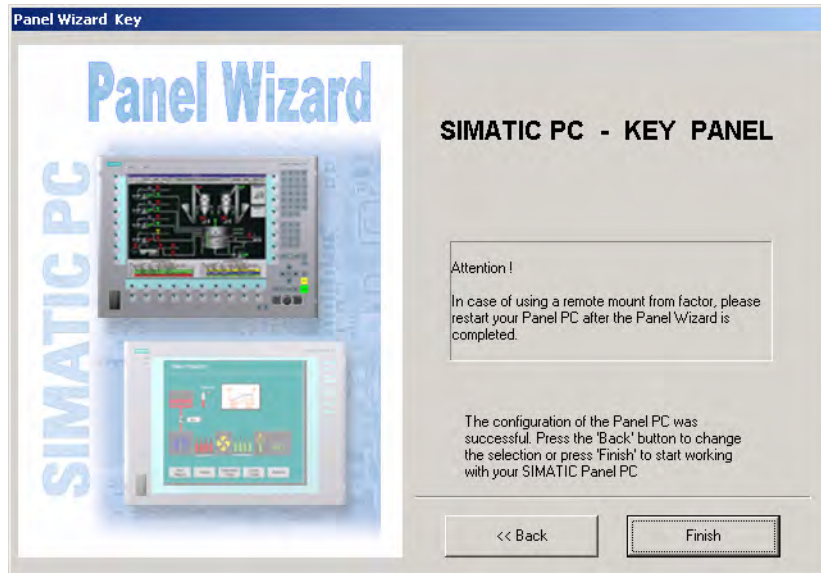 Panel Wizard Key
Panel Wizard
SIMATIC PC
SIMATIC PC - KEY PANEL
Attention !
In case of using a remote mount from factor, please
restart your Panel PC after the Panel Wizard is
completed.
The configuration of the Panel PC was
successful. Press the 'Back' button to change
the selection or press 'Finish' to start working
with your SIMATIC Panel PC
<< Back
Finish